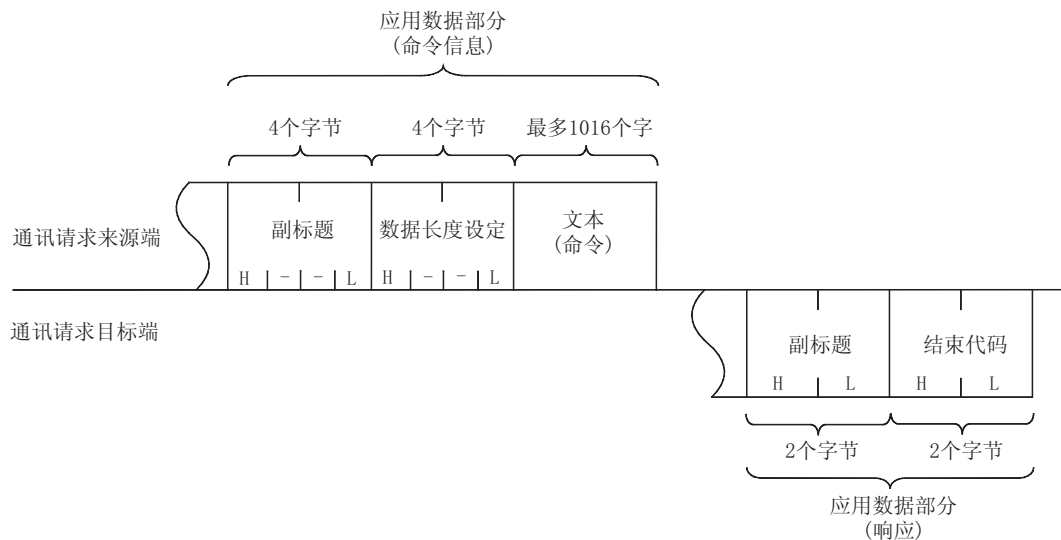 应用数据部分
(命令信息)
4个字节 4个字节 最多1016个字
通讯请求来源端
副标题 数据长度设定 文本
(命令)
H - - L H - - L
通讯请求目标端
副标题 结束代码
H L H L
2个字节 2个字节
应用数据部分
(响应)